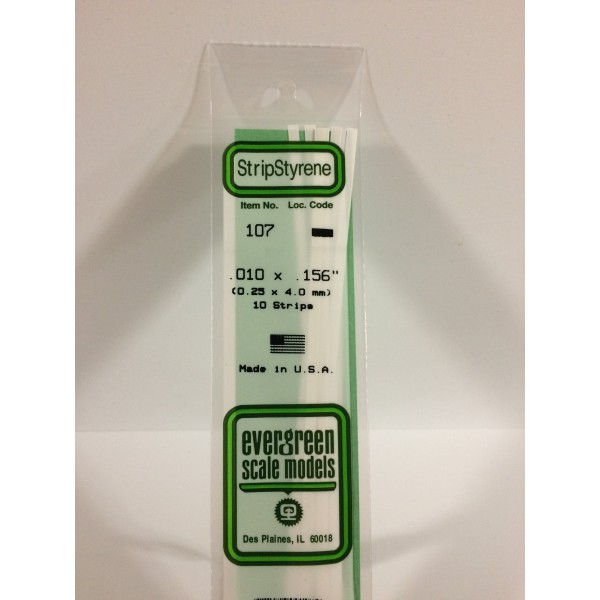 StripStyrene
Item No. Loc. Code
107
.010 x .156"
(0.25 x 4.0 mm)
10 Strips
Made in U.S.A.
evergreen
scale models
Des Plaines, IL 60018